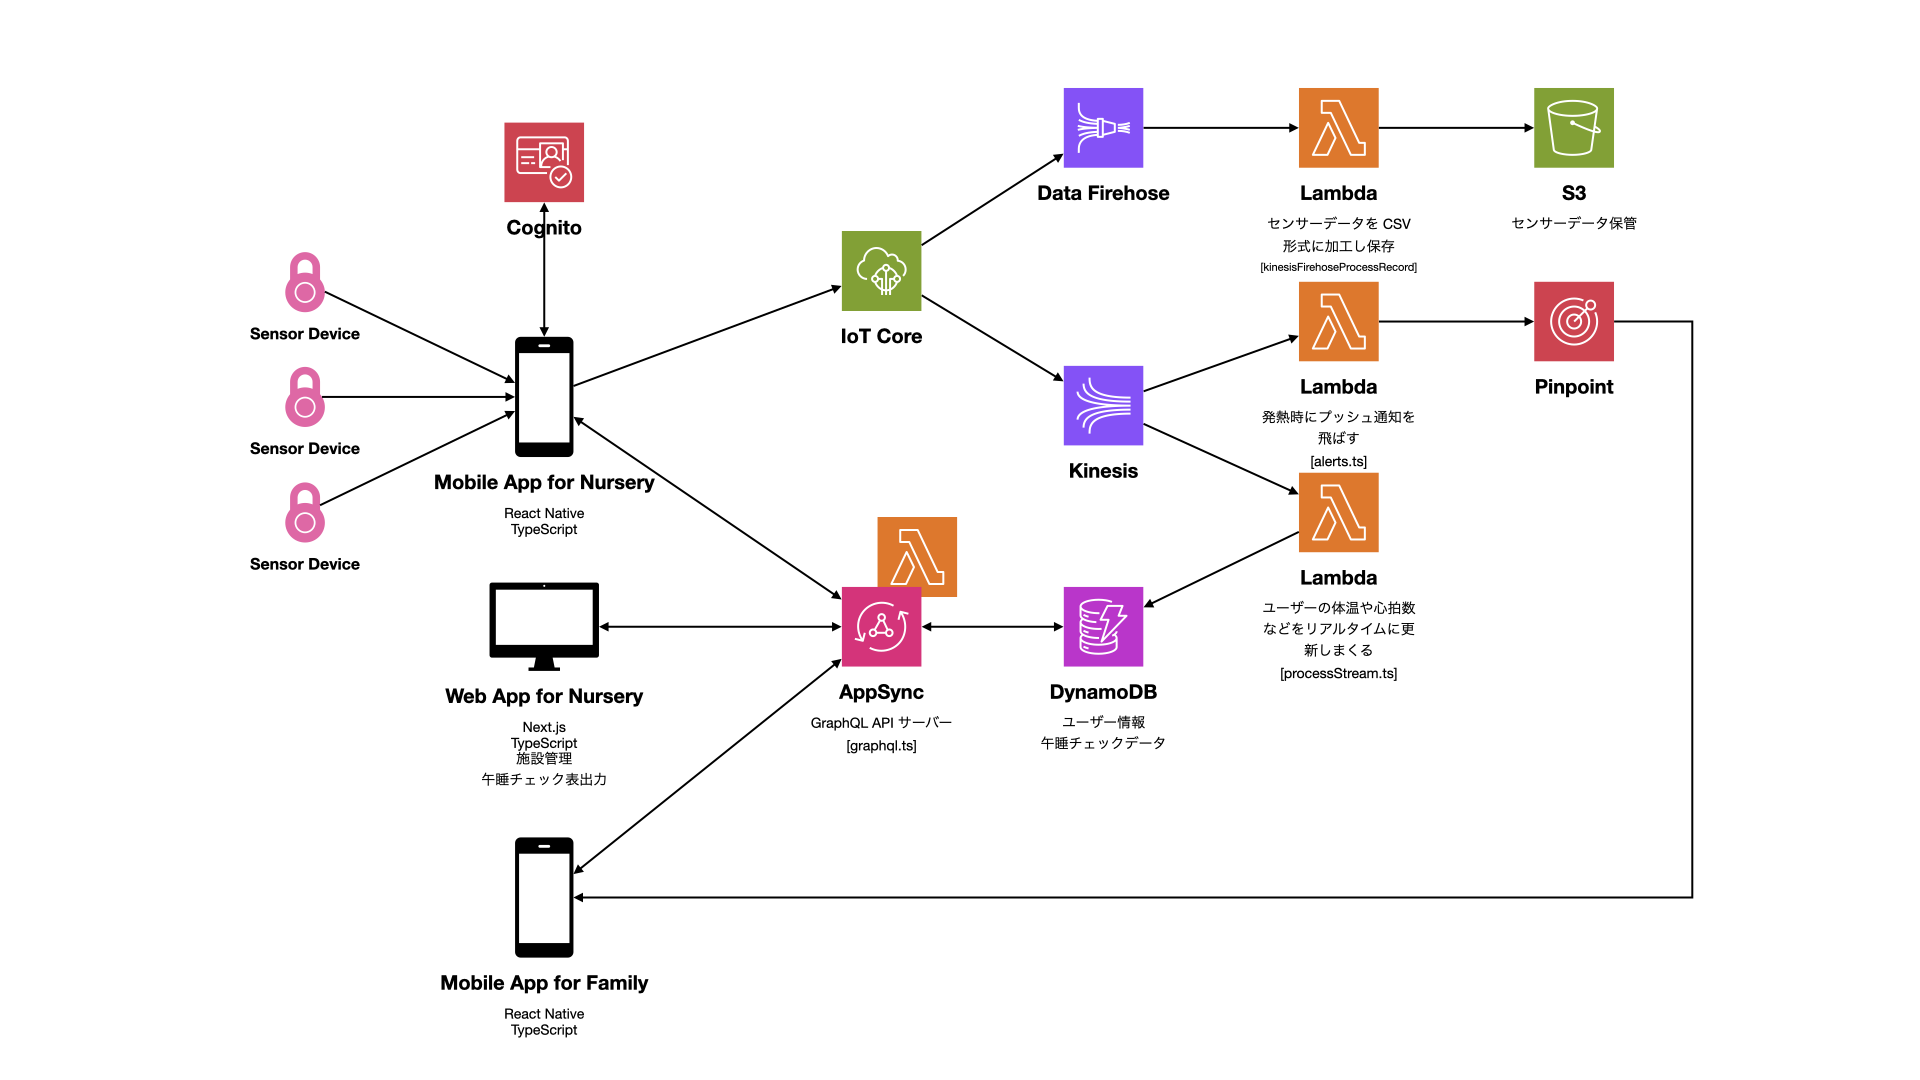 Cognito
Sensor Device
Sensor Device
Sensor Device
Mobile App for Nursery
React Native
TypeScript
Web App for Nursery
Next.js
TypeScript
施設管理
午睡チェック表出力
Mobile App for Family
React Native
TypeScript
IoT Core
AppSync
GraphQL API サーバー
[graphql.ts]
Data Firehose
Kinesis
DynamoDB
ユーザー情報
午睡チェックデータ
Lambda
センサーデータを CSV
形式に加工し保存
[kinesisFirehoseProcessRecord]
Lambda
発熱時にプッシュ通知を
飛ばす
[alerts.ts]
Lambda
ユーザーの体温や心拍数
などをリアルタイムに更
新しまくる
[processStream.ts]
S3
センサーデータ保管
Pinpoint